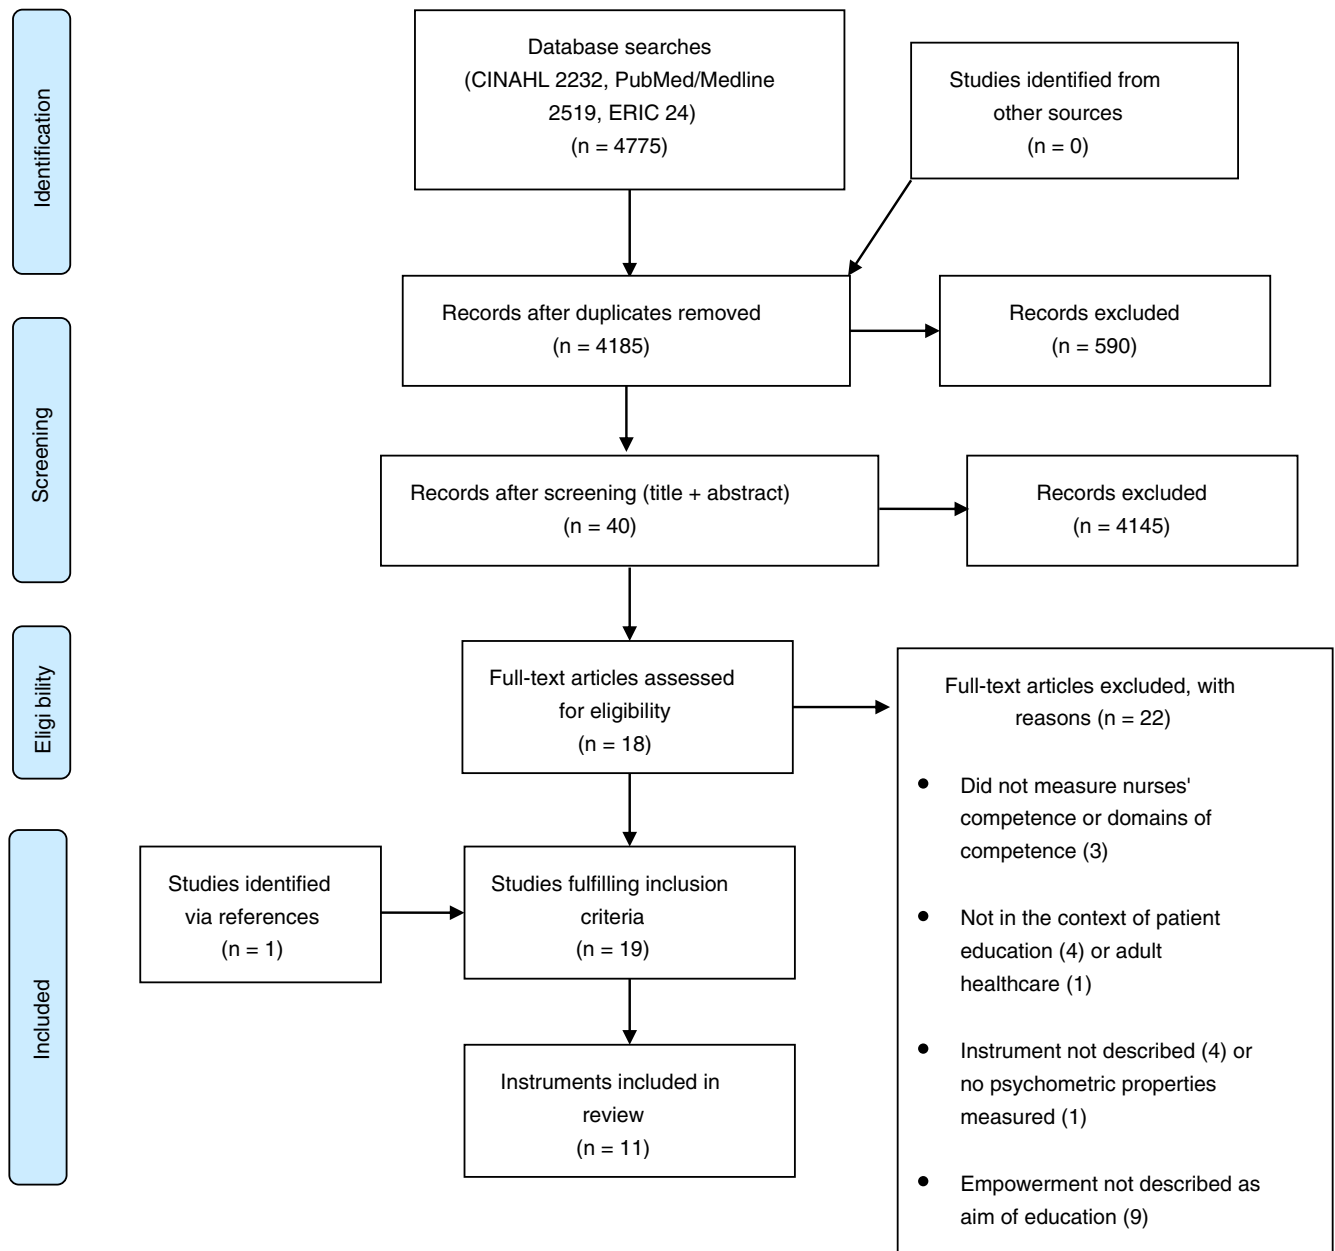 Identification
Database searches
(CINAHL 2232, PubMed/Medline
2519, ERIC 24)
(n = 4775)
Studies identified from
other sources
(n = 0)
Screening
Records after duplicates removed
(n = 4185)
Records excluded
(n = 590)
Records after screening (title + abstract)
(n = 40)
Records excluded
(n = 4145)
Eligi bility
Full-text articles assessed
for eligibility
(n = 18)
Full-text articles excluded, with
reasons (n = 22)
• Did not measure nurses'
competence or domains of
competence (3)
• Not in the context of patient
education (4) or adult
healthcare (1)
• Instrument not described (4) or
no psychometric properties
measured (1)
• Empowerment not described as
aim of education (9)
Included
Studies identified
via references
(n = 1)
Studies fulfilling inclusion
criteria
(n = 19)
Instruments included in
review
(n = 11)